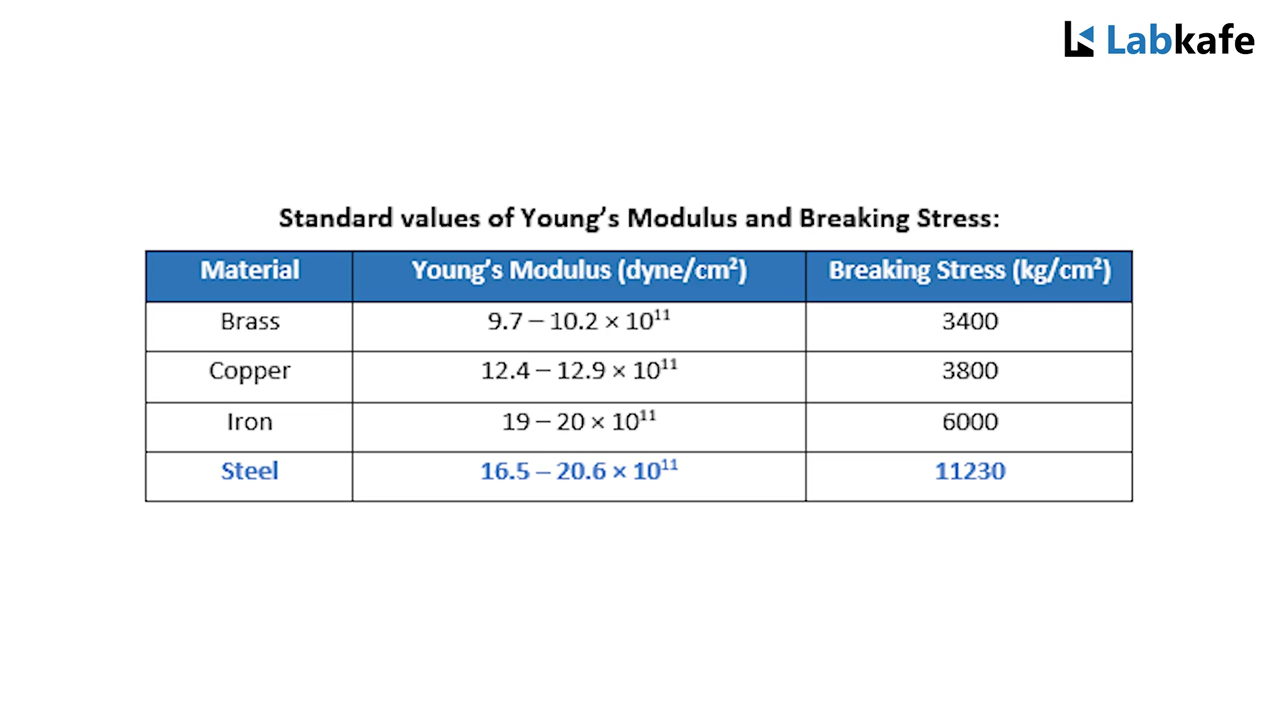 Labkafe
Standard values of Young’s Modulus and Breaking Stress:
Material Young’s Modulus (dyne/cm²) Breaking Stress (kg/cm²)
Brass 9.7 – 10.2 × 10¹¹ 3400
Copper 12.4 – 12.9 × 10¹¹ 3800
Iron 19 – 20 × 10¹¹ 6000
Steel 16.5 – 20.6 × 10¹¹ 11230